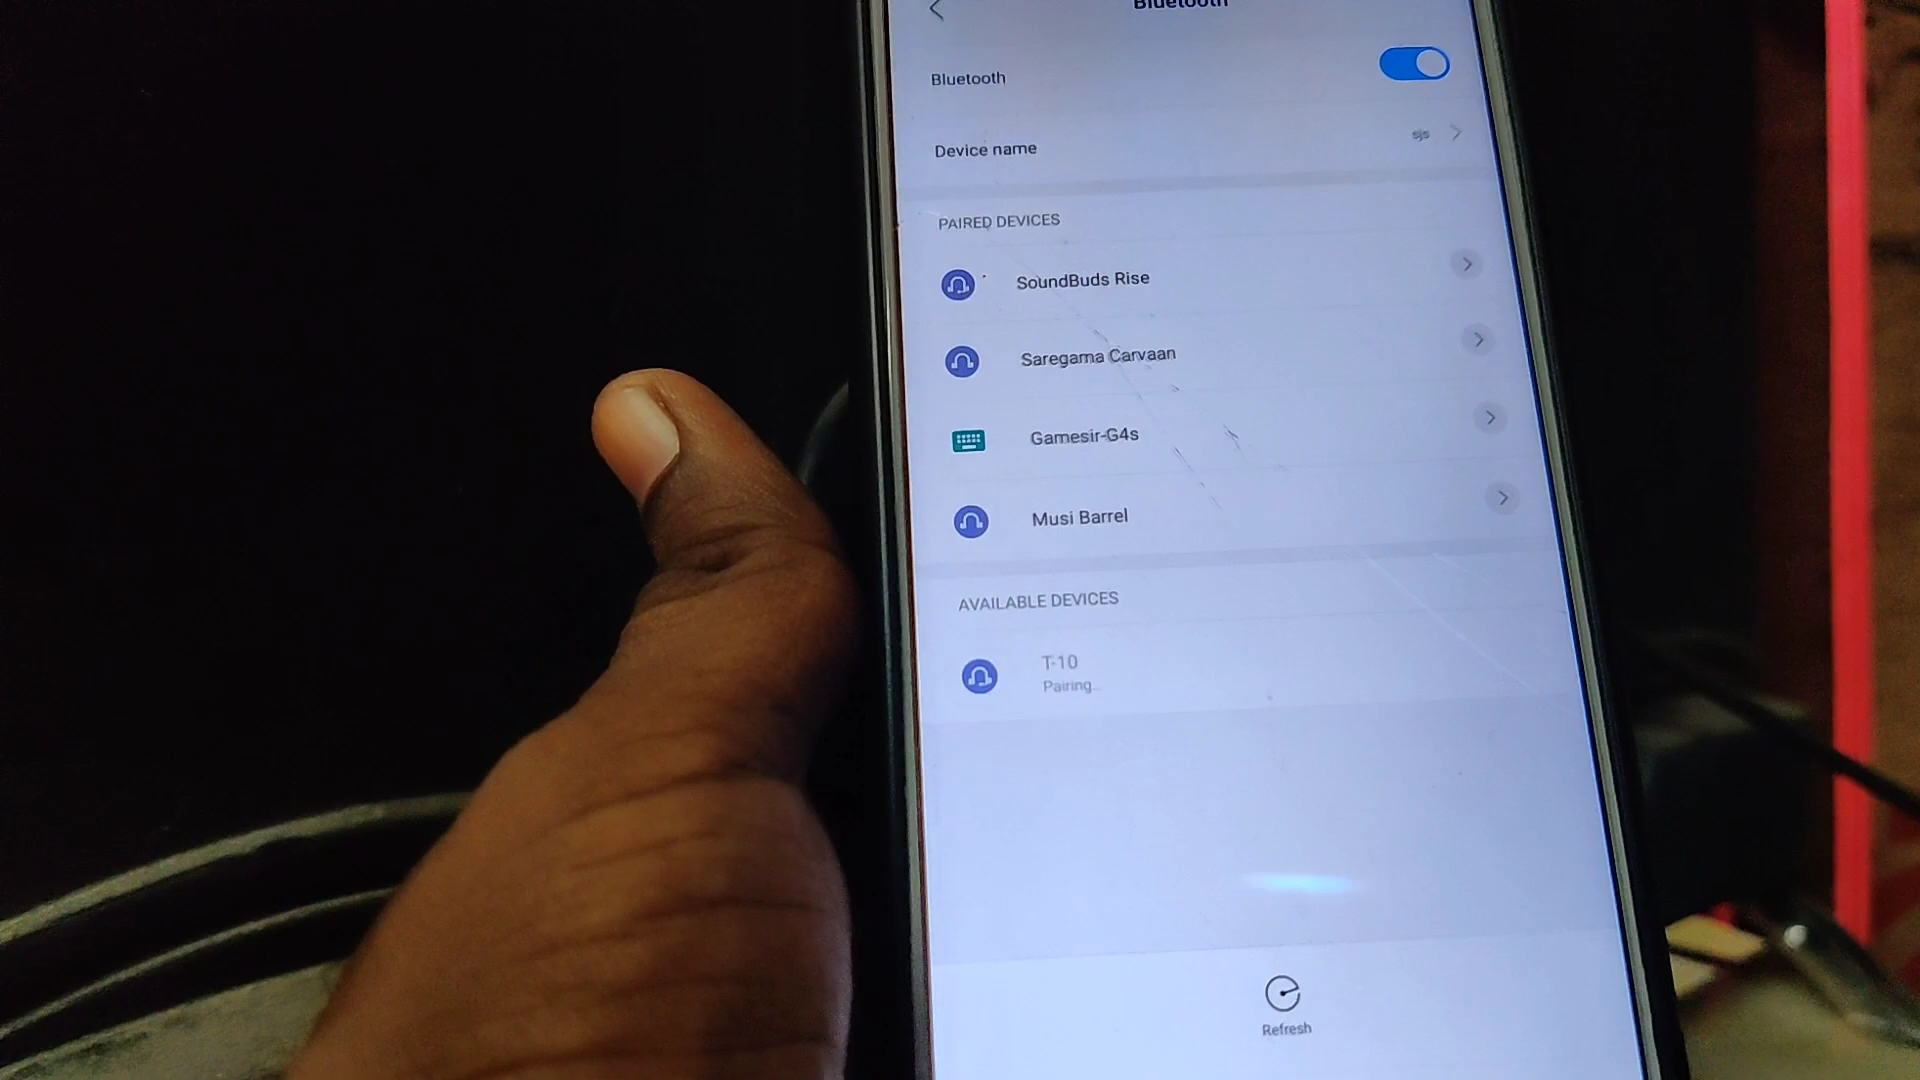 Bluetooth
Bluetooth
Device name
sjs
PAIRED DEVICES
SoundBuds Rise
Saregama Carvaan
Gamesir-G4s
Musi Barrel
AVAILABLE DEVICES
T-10
Pairing...
Refresh